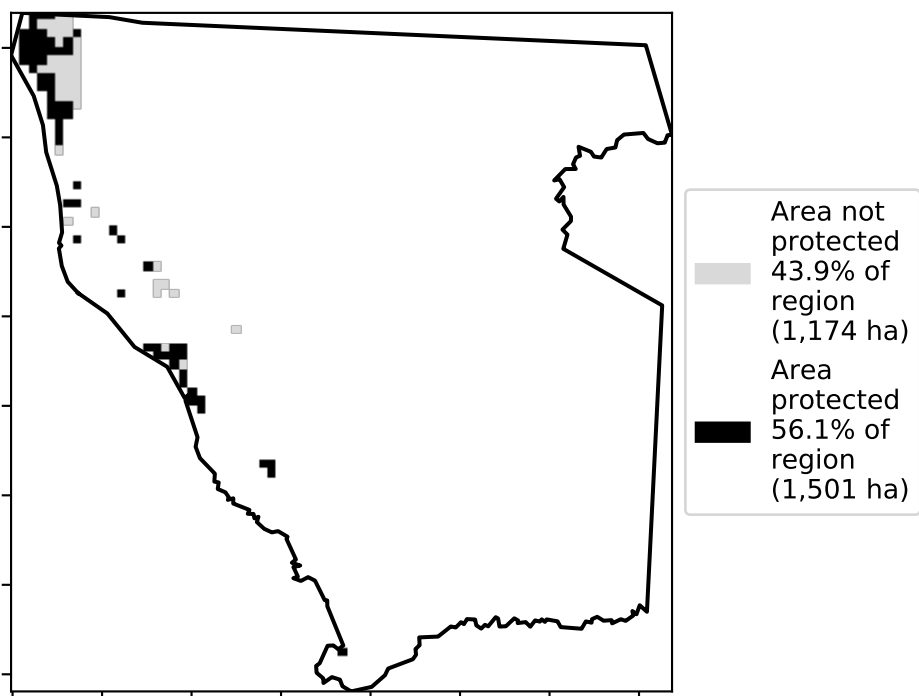 Area not
protected
43.9% of
region
(1,174 ha)
Area
protected
56.1% of
region
(1,501 ha)